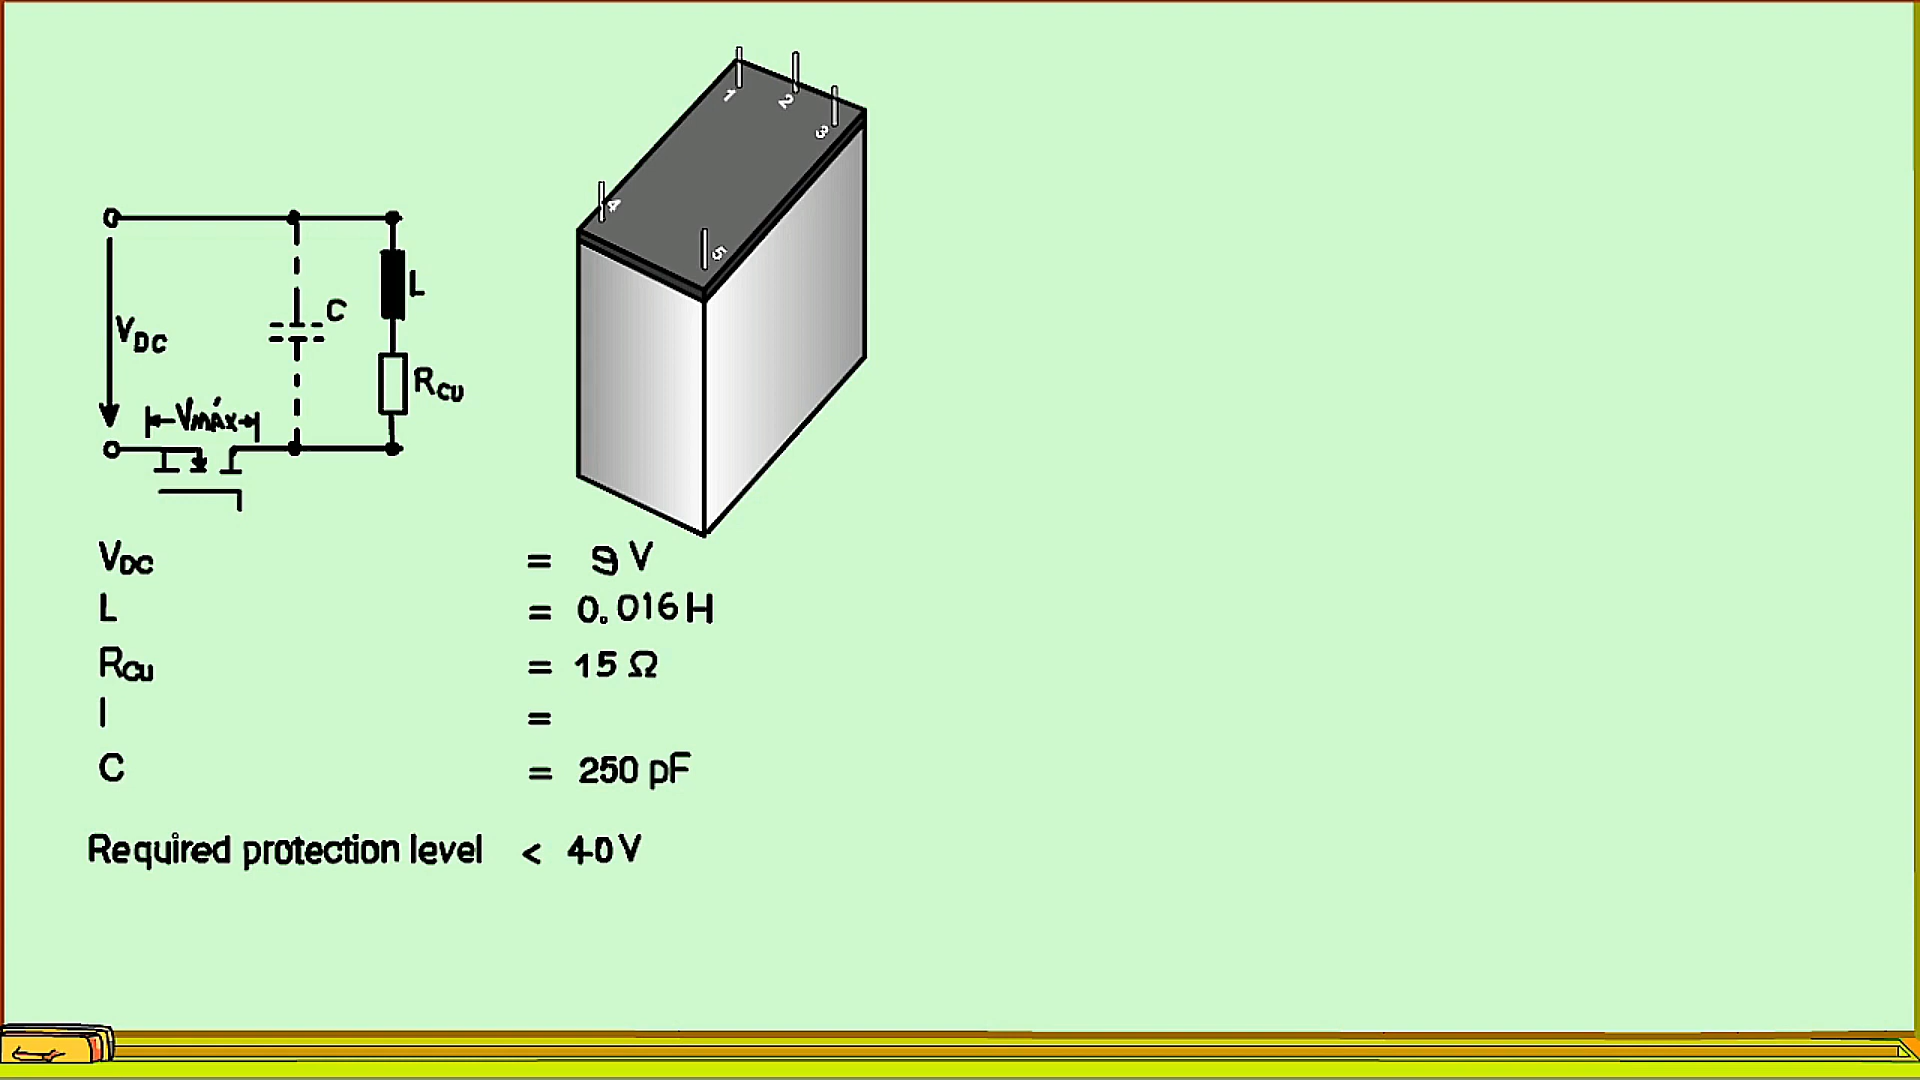 1
2
3
4
5
L
C
VDC
RCU
Vmáx
VDC = 9 V
L = 0.016 H
RCu = 15 Ω
I =
C = 250 pF
Required protection level < 40V